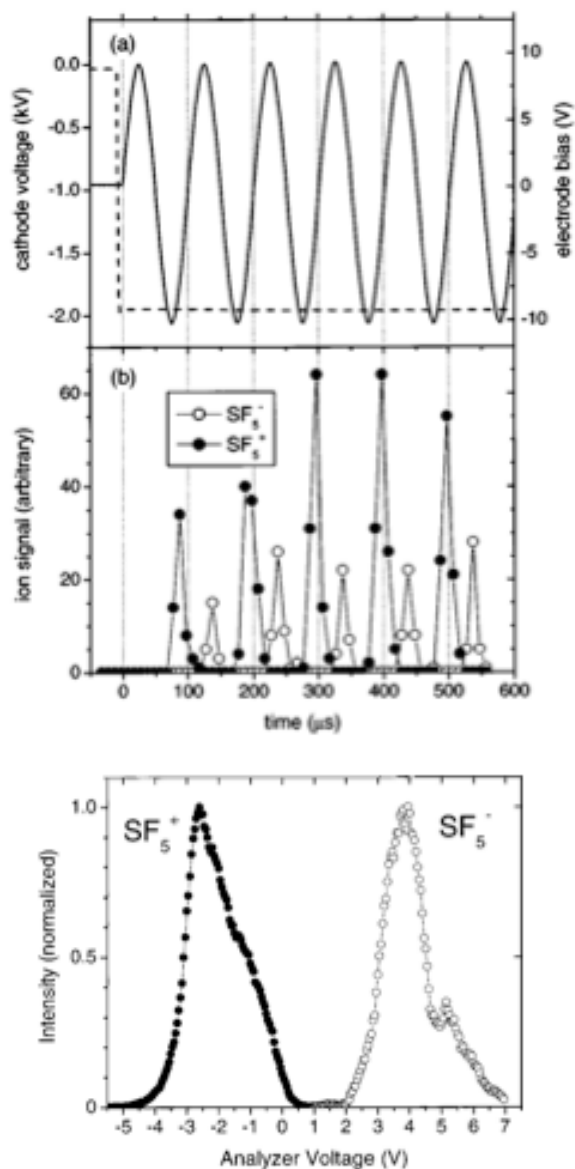 (a)
cathode voltage (kV)
0.0
-0.5
-1.0
-1.5
-2.0
10
5
0
-5
-10
electrode bias (V)
(b)
SF₅⁻
SF₅⁺
ion signal (arbitrary)
60
40
20
0
0 100 200 300 400 500 600
time (μs)
SF₅⁺
SF₅⁻
Intensity (normalized)
1.0
0.5
0
-5 -4 -3 -2 -1 0 1 2 3 4 5 6 7
Analyzer Voltage (V)